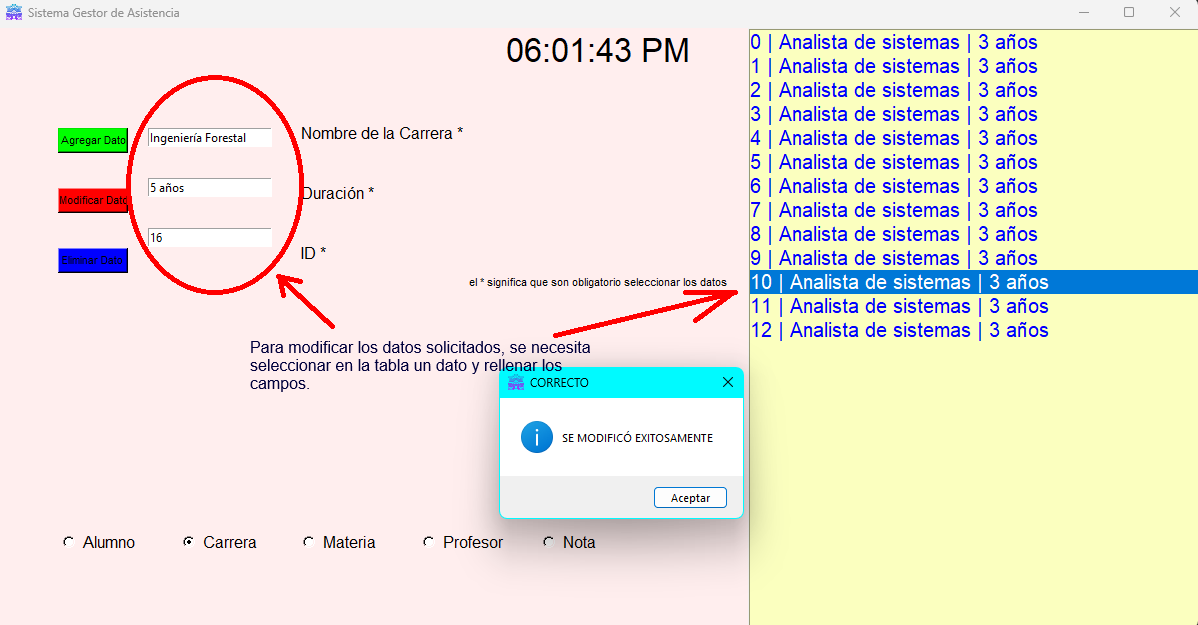 Sistema Gestor de Asistencia
06:01:43 PM
Agregar Dato
Ingeniería Forestal
Nombre de la Carrera *
Modificar Dato
5 años
Duración *
Eliminar Dato
16
ID *
el * significa que son obligatorio seleccionar los datos
Para modificar los datos solicitados, se necesita
seleccionar en la tabla un dato y rellenar los
campos.
CORRECTO
SE MODIFICÓ EXITOSAMENTE
Aceptar
Alumno
Carrera
Materia
Profesor
Nota
0 | Analista de sistemas | 3 años
1 | Analista de sistemas | 3 años
2 | Analista de sistemas | 3 años
3 | Analista de sistemas | 3 años
4 | Analista de sistemas | 3 años
5 | Analista de sistemas | 3 años
6 | Analista de sistemas | 3 años
7 | Analista de sistemas | 3 años
8 | Analista de sistemas | 3 años
9 | Analista de sistemas | 3 años
10 | Analista de sistemas | 3 años
11 | Analista de sistemas | 3 años
12 | Analista de sistemas | 3 años